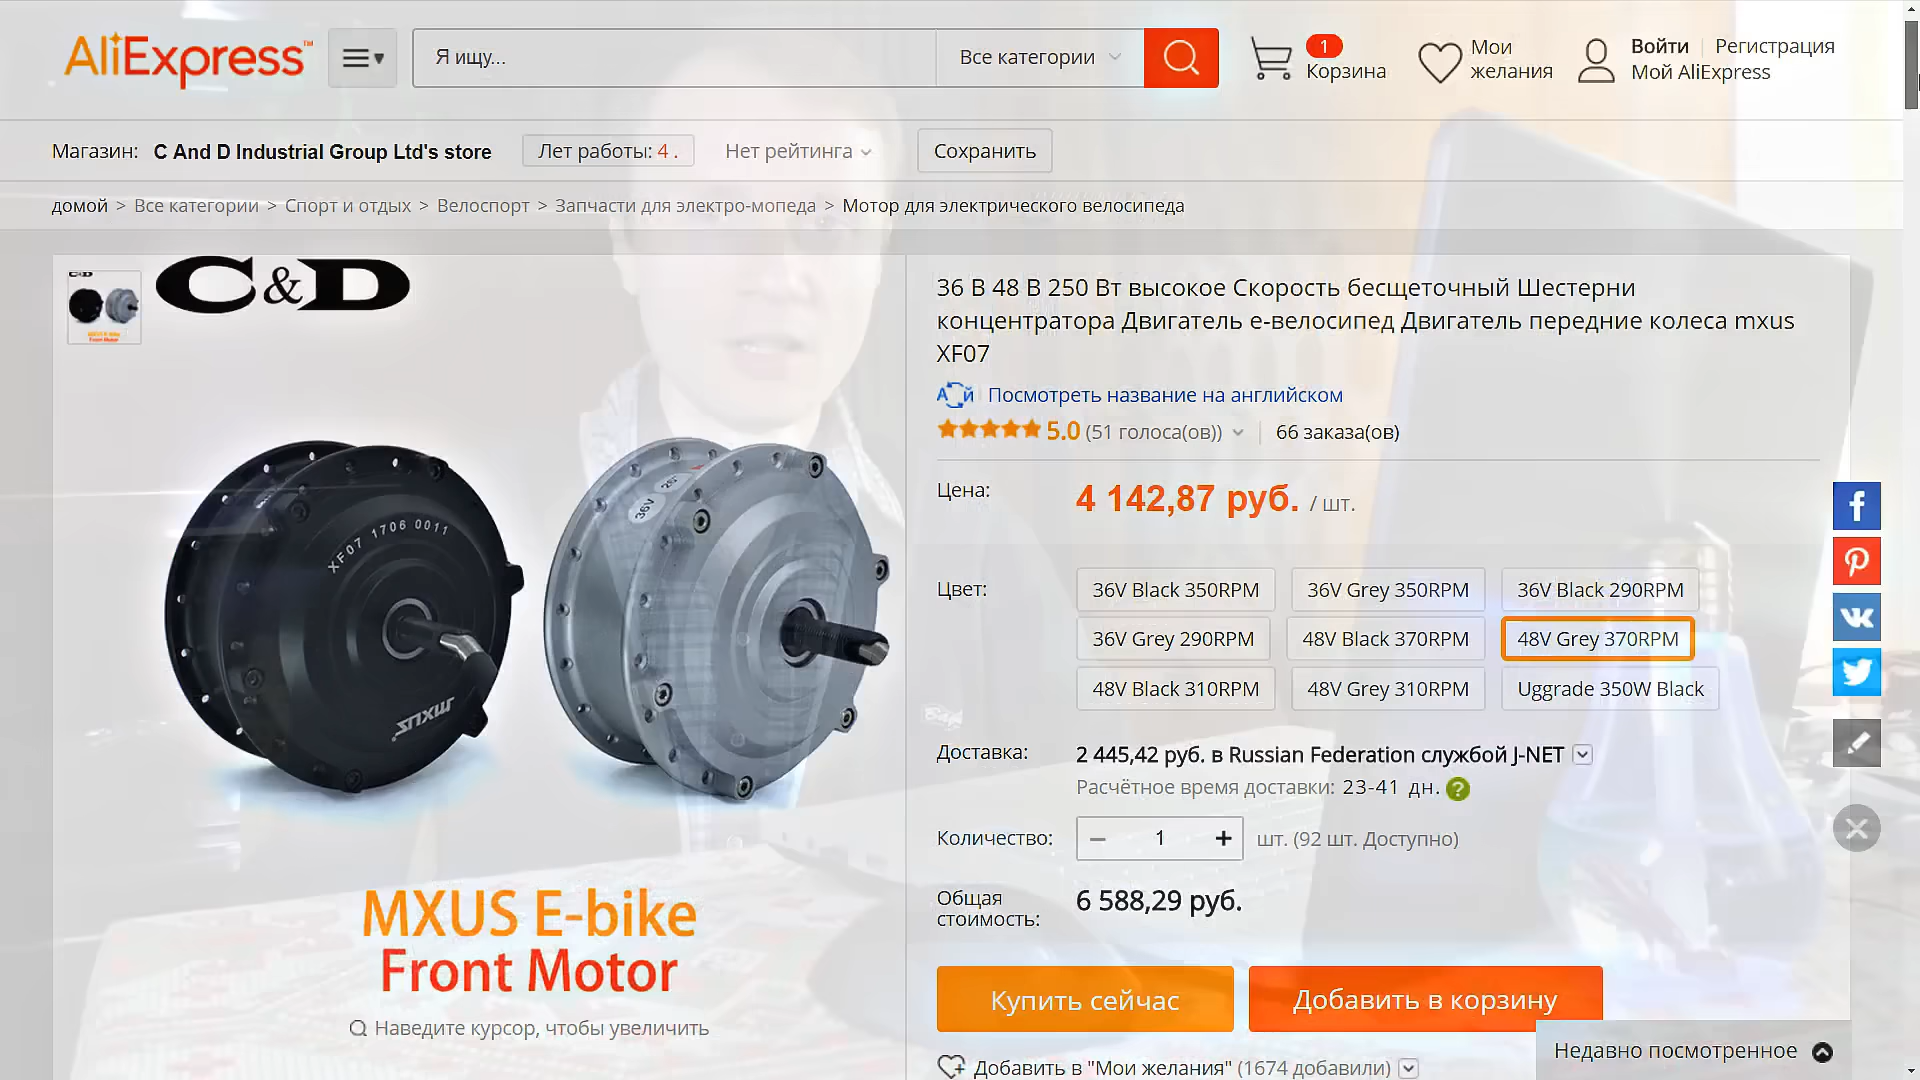 AliExpress™
Я ищу...
Все категории
1
Корзина
Мои желания
Войти | Регистрация
Мой AliExpress
Магазин: C And D Industrial Group Ltd's store
Лет работы: 4 .
Нет рейтинга
Сохранить
домой > Все категории > Спорт и отдых > Велоспорт > Запчасти для электро-мопеда > Мотор для электрического велосипеда
C&D
36 В 48 В 250 Вт высокое Скорость бесщеточный Шестерни
концентратора Двигатель е-велосипед Двигатель передние колеса mxus
XF07
Посмотреть название на английском
5.0 (51 голоса(ов)) | 66 заказа(ов)
Цена: 4 142,87 руб. / шт.
Цвет:
36V Black 350RPM
36V Grey 350RPM
36V Black 290RPM
36V Grey 290RPM
48V Black 370RPM
48V Grey 370RPM
48V Black 310RPM
48V Grey 310RPM
Uggrade 350W Black
Доставка: 2 445,42 руб. в Russian Federation службой J-NET
Расчётное время доставки: 23-41 дн. ?
Количество: − 1 + шт. (92 шт. Доступно)
Общая
стоимость: 6 588,29 руб.
Купить сейчас
Добавить в корзину
Добавить в "Мои желания" (1674 добавили)
Недавно посмотренное
XF07 1706 0011
MXUS
36V
MXUS E-bike
Front Motor
Наведите курсор, чтобы увеличить